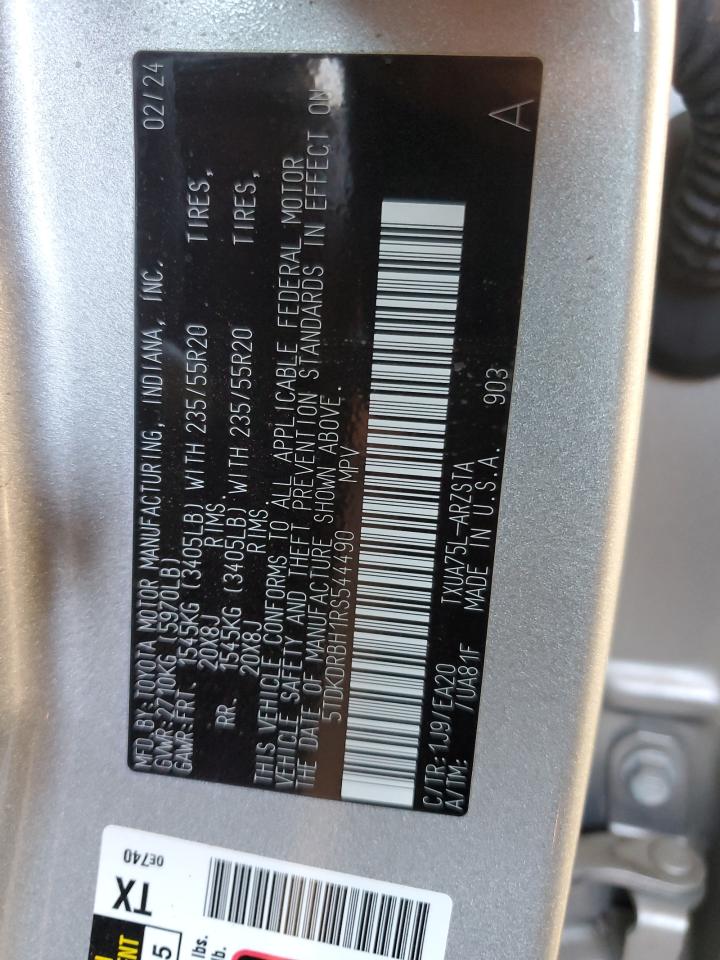 MFD.BY:TOYOTA MOTOR MANUFACTURING, INDIANA, INC. 02/24
GVWR:2710KG (5970LB)
GAWR:FRT. 1545KG (3405LB) WITH 235/55R20 TIRES,
20X8J RIMS.
RR. 1545KG (3405LB) WITH 235/55R20 TIRES,
20X8J RIMS.
THIS VEHICLE CONFORMS TO ALL APPLICABLE FEDERAL MOTOR
VEHICLE SAFETY AND THEFT PREVENTION STANDARDS IN EFFECT ON
THE DATE OF MANUFACTURE SHOWN ABOVE.
5TDKDRBH1RS544490 MPV
C/TR:1J9/EA20 TXUA75L-ARZSTA
A/TM: /UA81F MADE IN U.S.A. 903
A
0E740
TX
5
lbs.
lb.